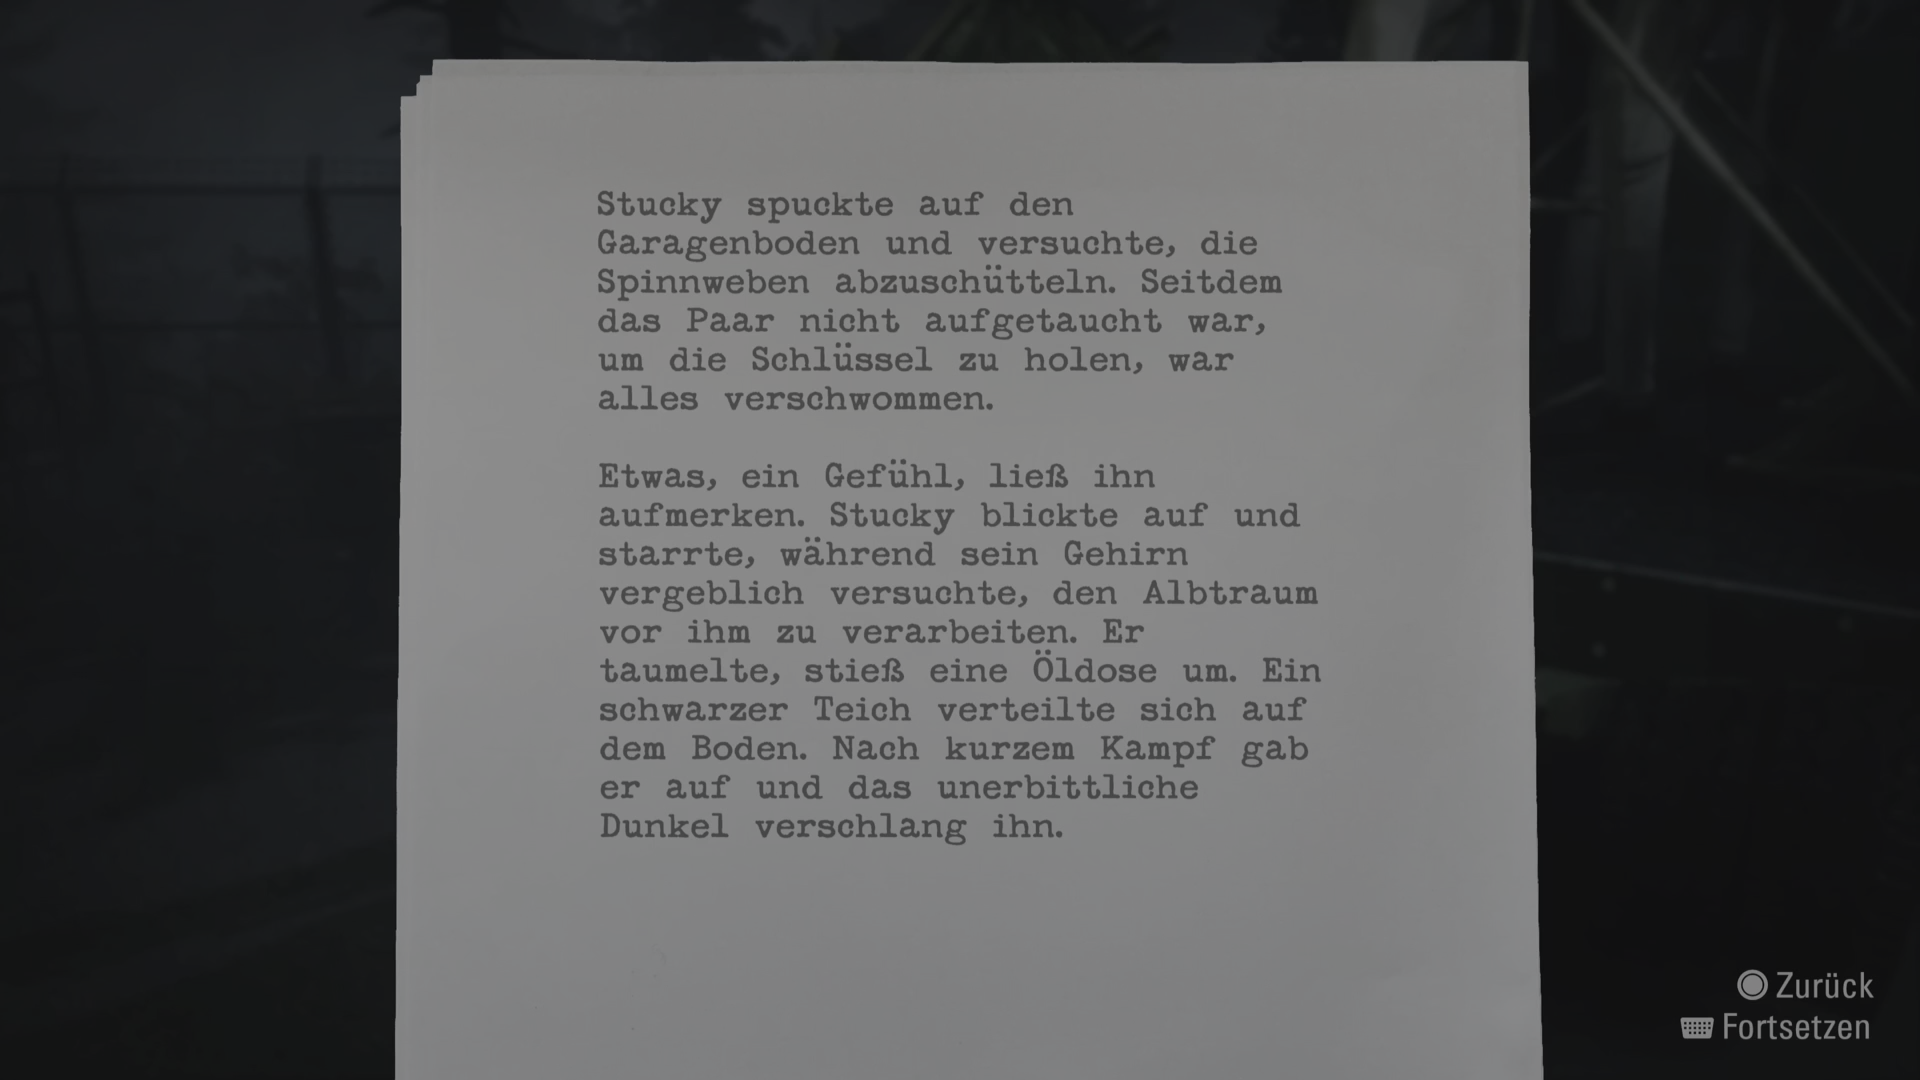 Stucky spuckte auf den
Garagenboden und versuchte, die
Spinnweben abzuschütteln. Seitdem
das Paar nicht aufgetaucht war,
um die Schlüssel zu holen, war
alles verschwommen.
Etwas, ein Gefühl, ließ ihn
aufmerken. Stucky blickte auf und
starrte, während sein Gehirn
vergeblich versuchte, den Albtraum
vor ihm zu verarbeiten. Er
taumelte, stieß eine Öldose um. Ein
schwarzer Teich verteilte sich auf
dem Boden. Nach kurzem Kampf gab
er auf und das unerbittliche
Dunkel verschlang ihn.
Zurück
Fortsetzen